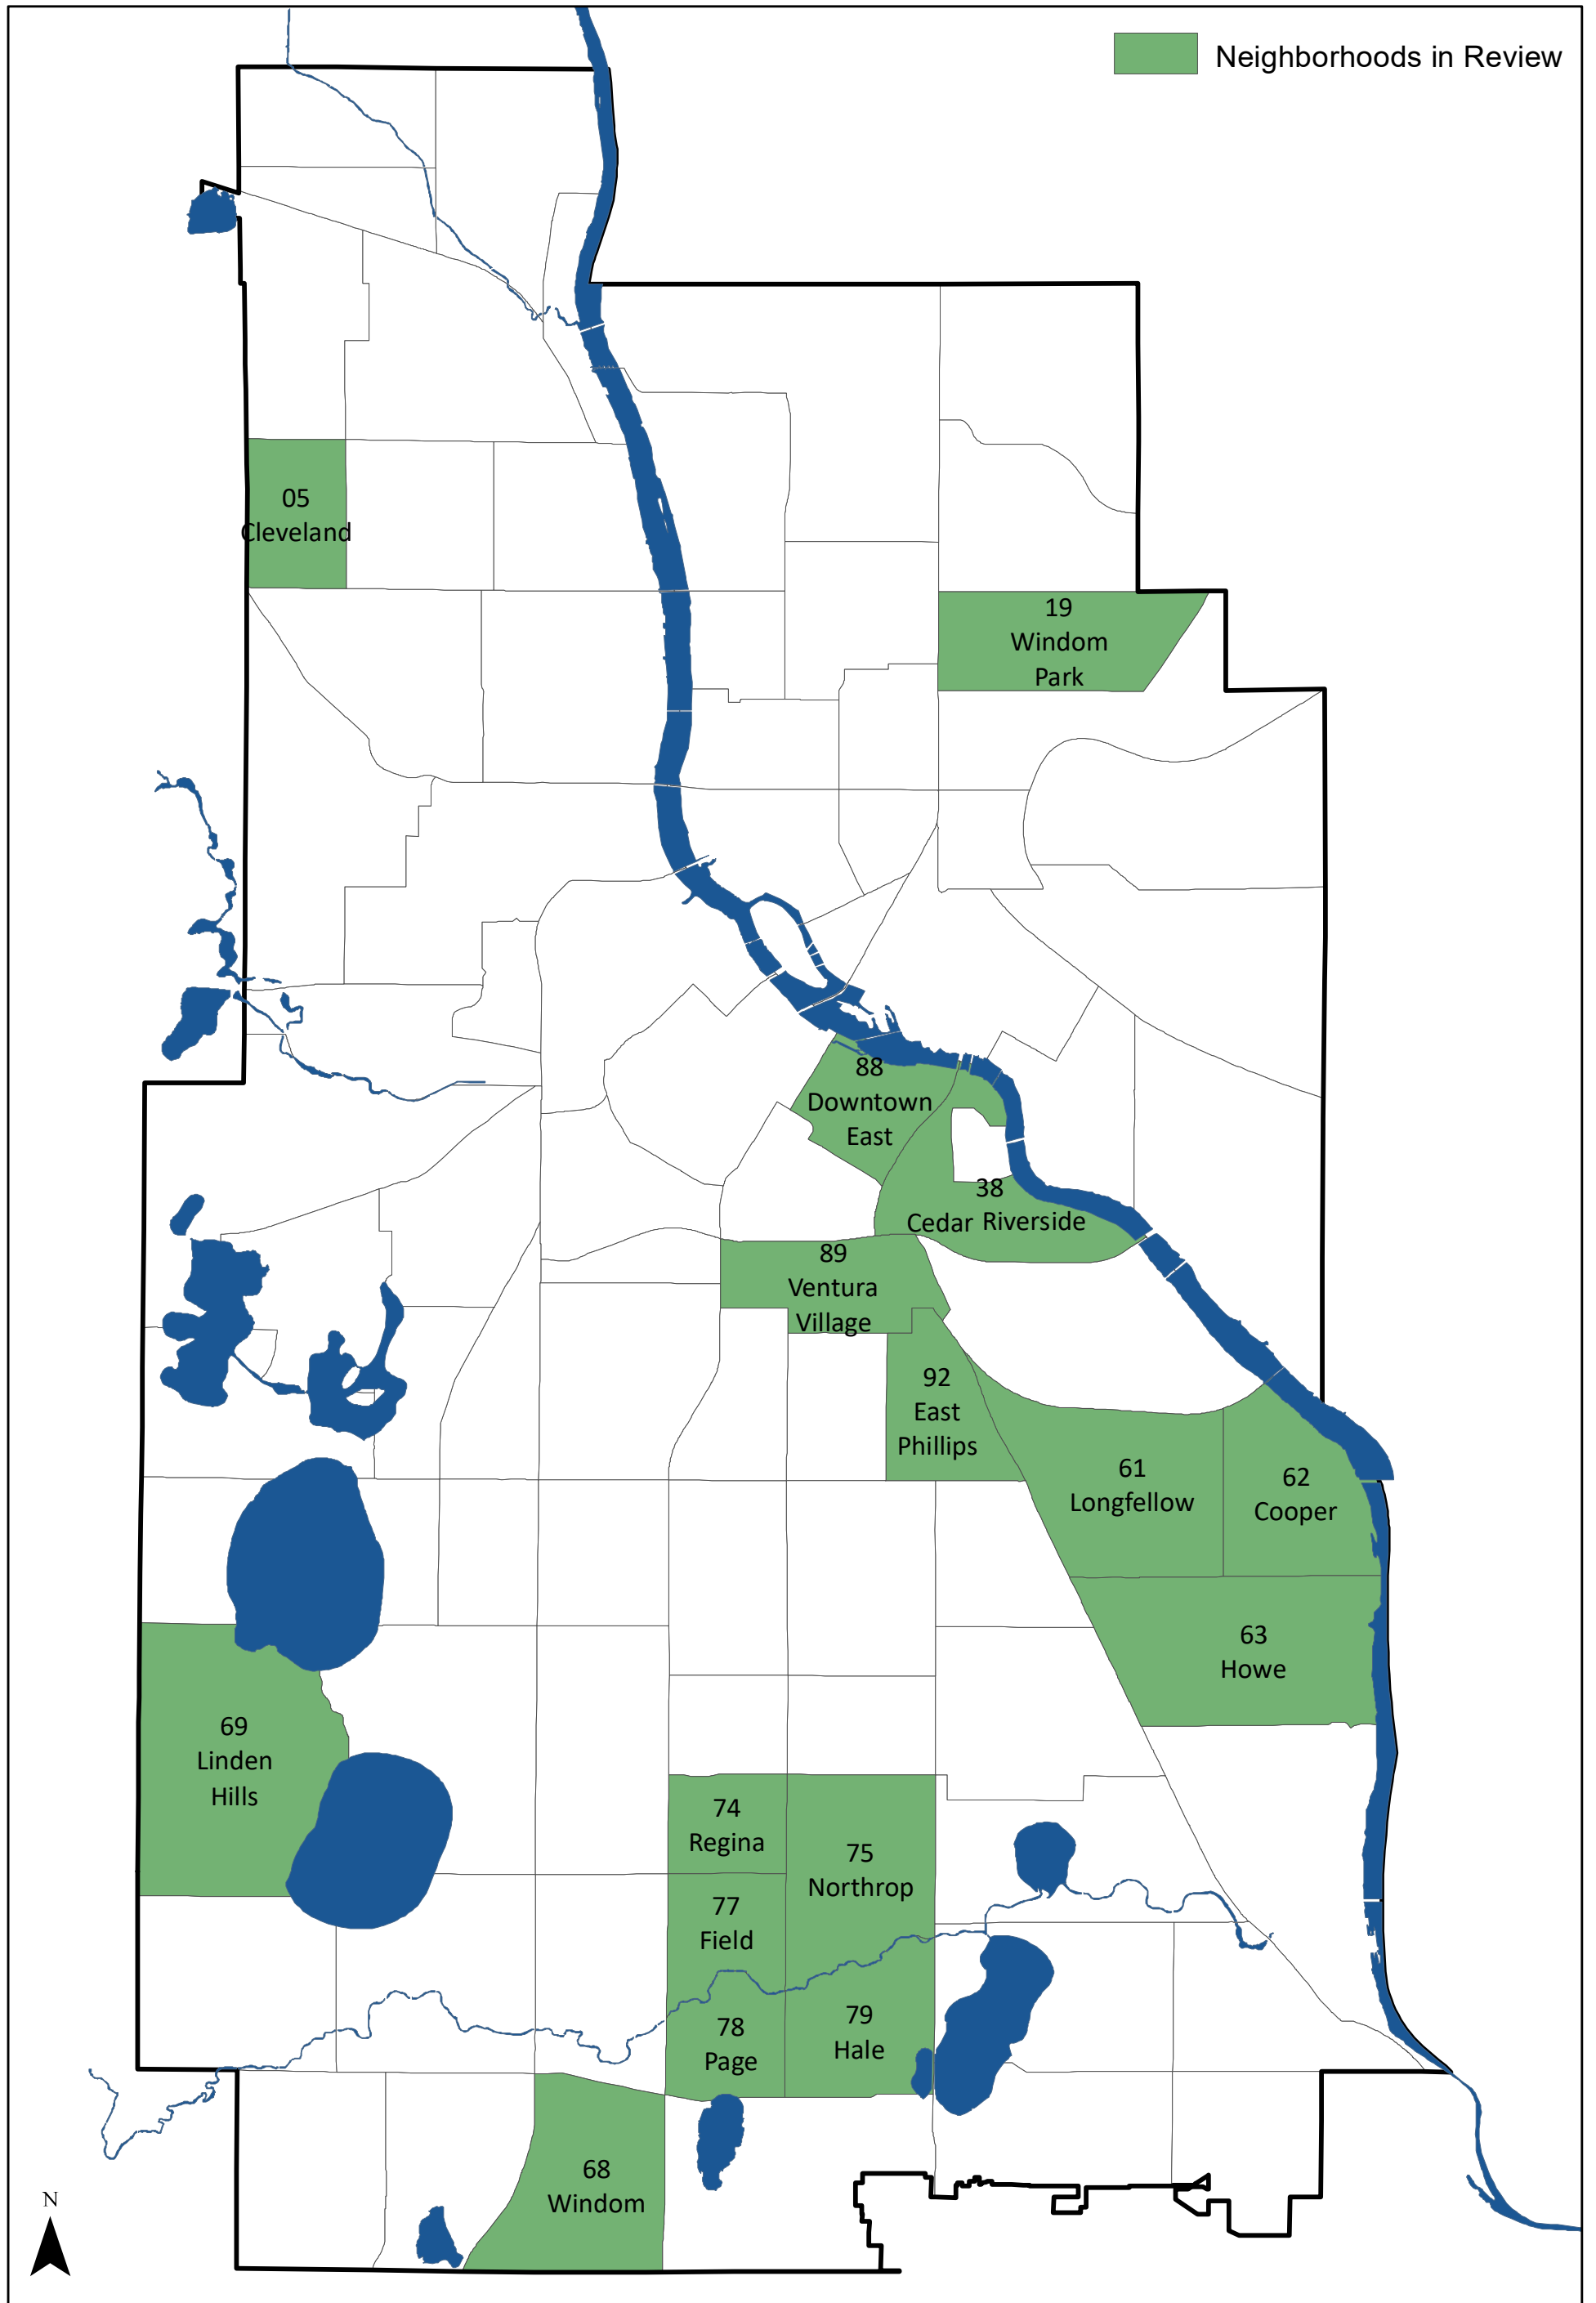 Neighborhoods in Review
05
Cleveland
19
Windom
Park
88
Downtown
East
38
Cedar Riverside
89
Ventura
Village
92
East
Phillips
61
Longfellow
62
Cooper
63
Howe
69
Linden
Hills
74
Regina
75
Northrop
77
Field
78
Page
79
Hale
68
Windom
N